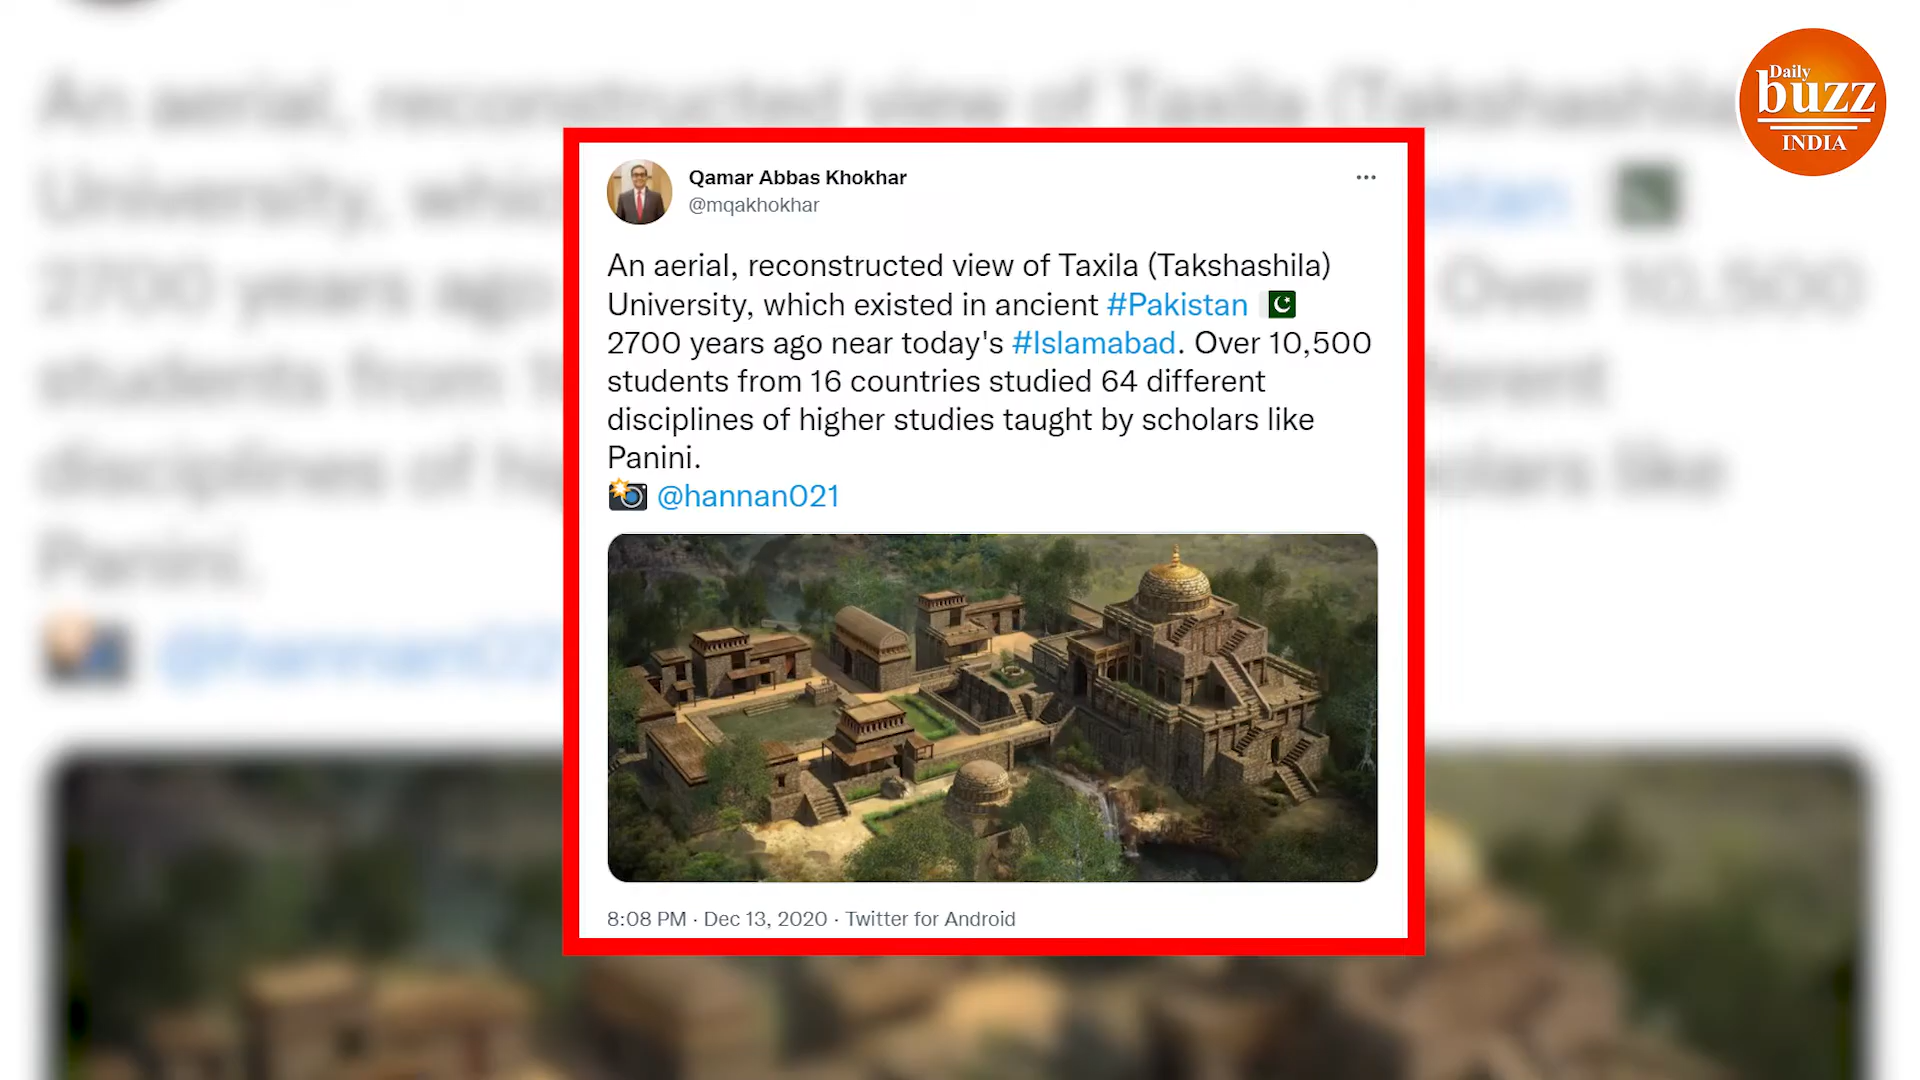 Daily
buzz
INDIA
Qamar Abbas Khokhar
@mqakhokhar
An aerial, reconstructed view of Taxila (Takshashila)
University, which existed in ancient #Pakistan 🇵🇰
2700 years ago near today's #Islamabad. Over 10,500
students from 16 countries studied 64 different
disciplines of higher studies taught by scholars like
Panini.
📸 @hannan021
8:08 PM · Dec 13, 2020 · Twitter for Android